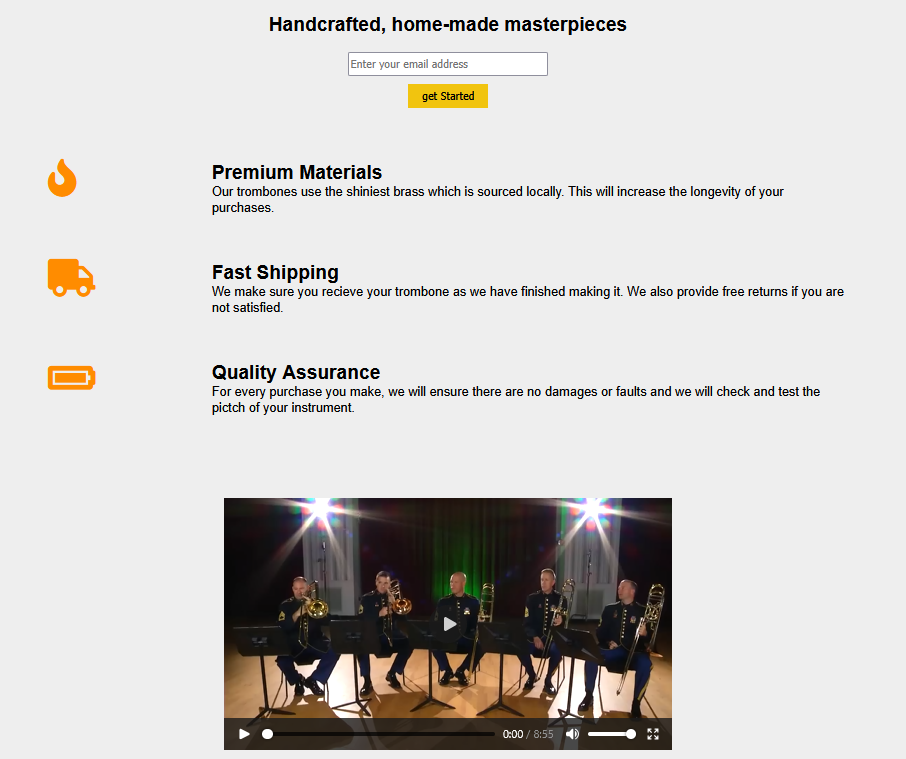 Handcrafted, home-made masterpieces
Enter your email address
get Started
Premium Materials
Our trombones use the shiniest brass which is sourced locally. This will increase the longevity of your
purchases.
Fast Shipping
We make sure you recieve your trombone as we have finished making it. We also provide free returns if you are
not satisfied.
Quality Assurance
For every purchase you make, we will ensure there are no damages or faults and we will check and test the
pictch of your instrument.
0:00 / 8:55